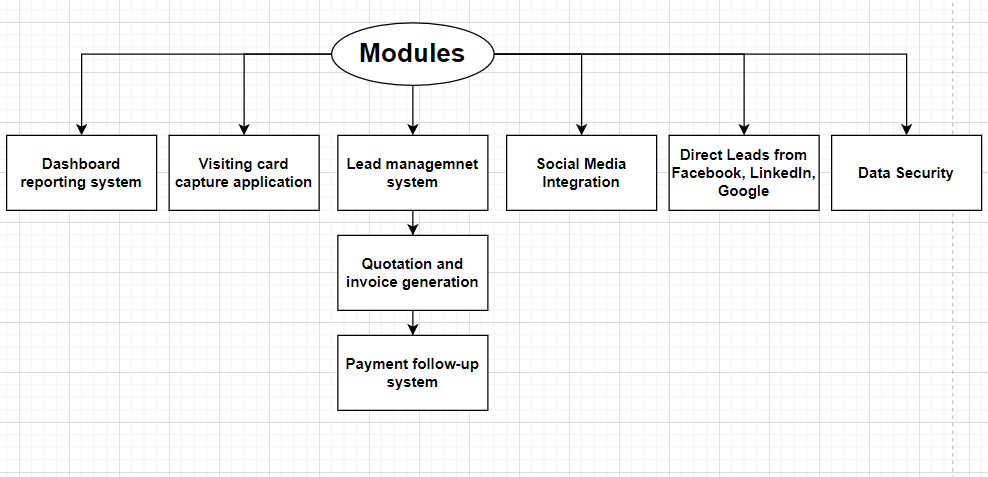 Modules
Dashboard
reporting system
Visiting card
capture application
Lead managemnet
system
Social Media
Integration
Direct Leads from
Facebook, LinkedIn,
Google
Data Security
Quotation and
invoice generation
Payment follow-up
system